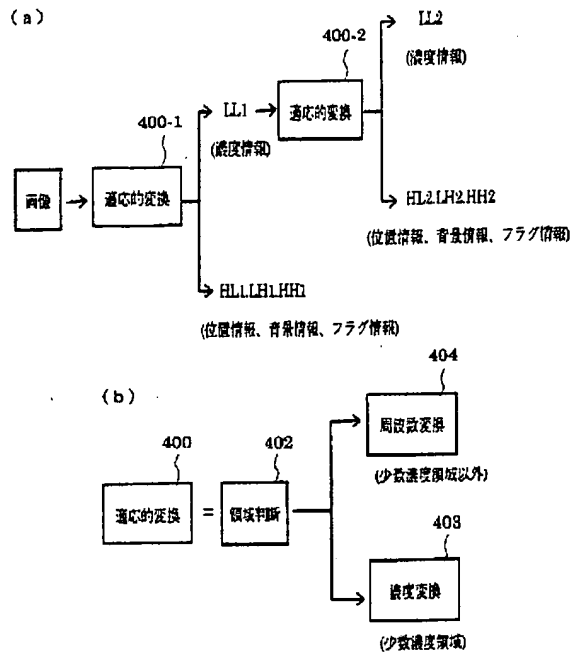 (a)
LL2
(濃度情報)
400-2
適応的変換
LL1
(濃度情報)
400-1
画像
適応的変換
HL2.LH2.HH2
(位置情報、背景情報、フラグ情報)
HL1.LH1.HH1
(位置情報、背景情報、フラグ情報)
(b)
404
周波数変換
(少数濃度領域以外)
400
402
適応的変換
=
領域判断
403
濃度変換
(少数濃度領域)